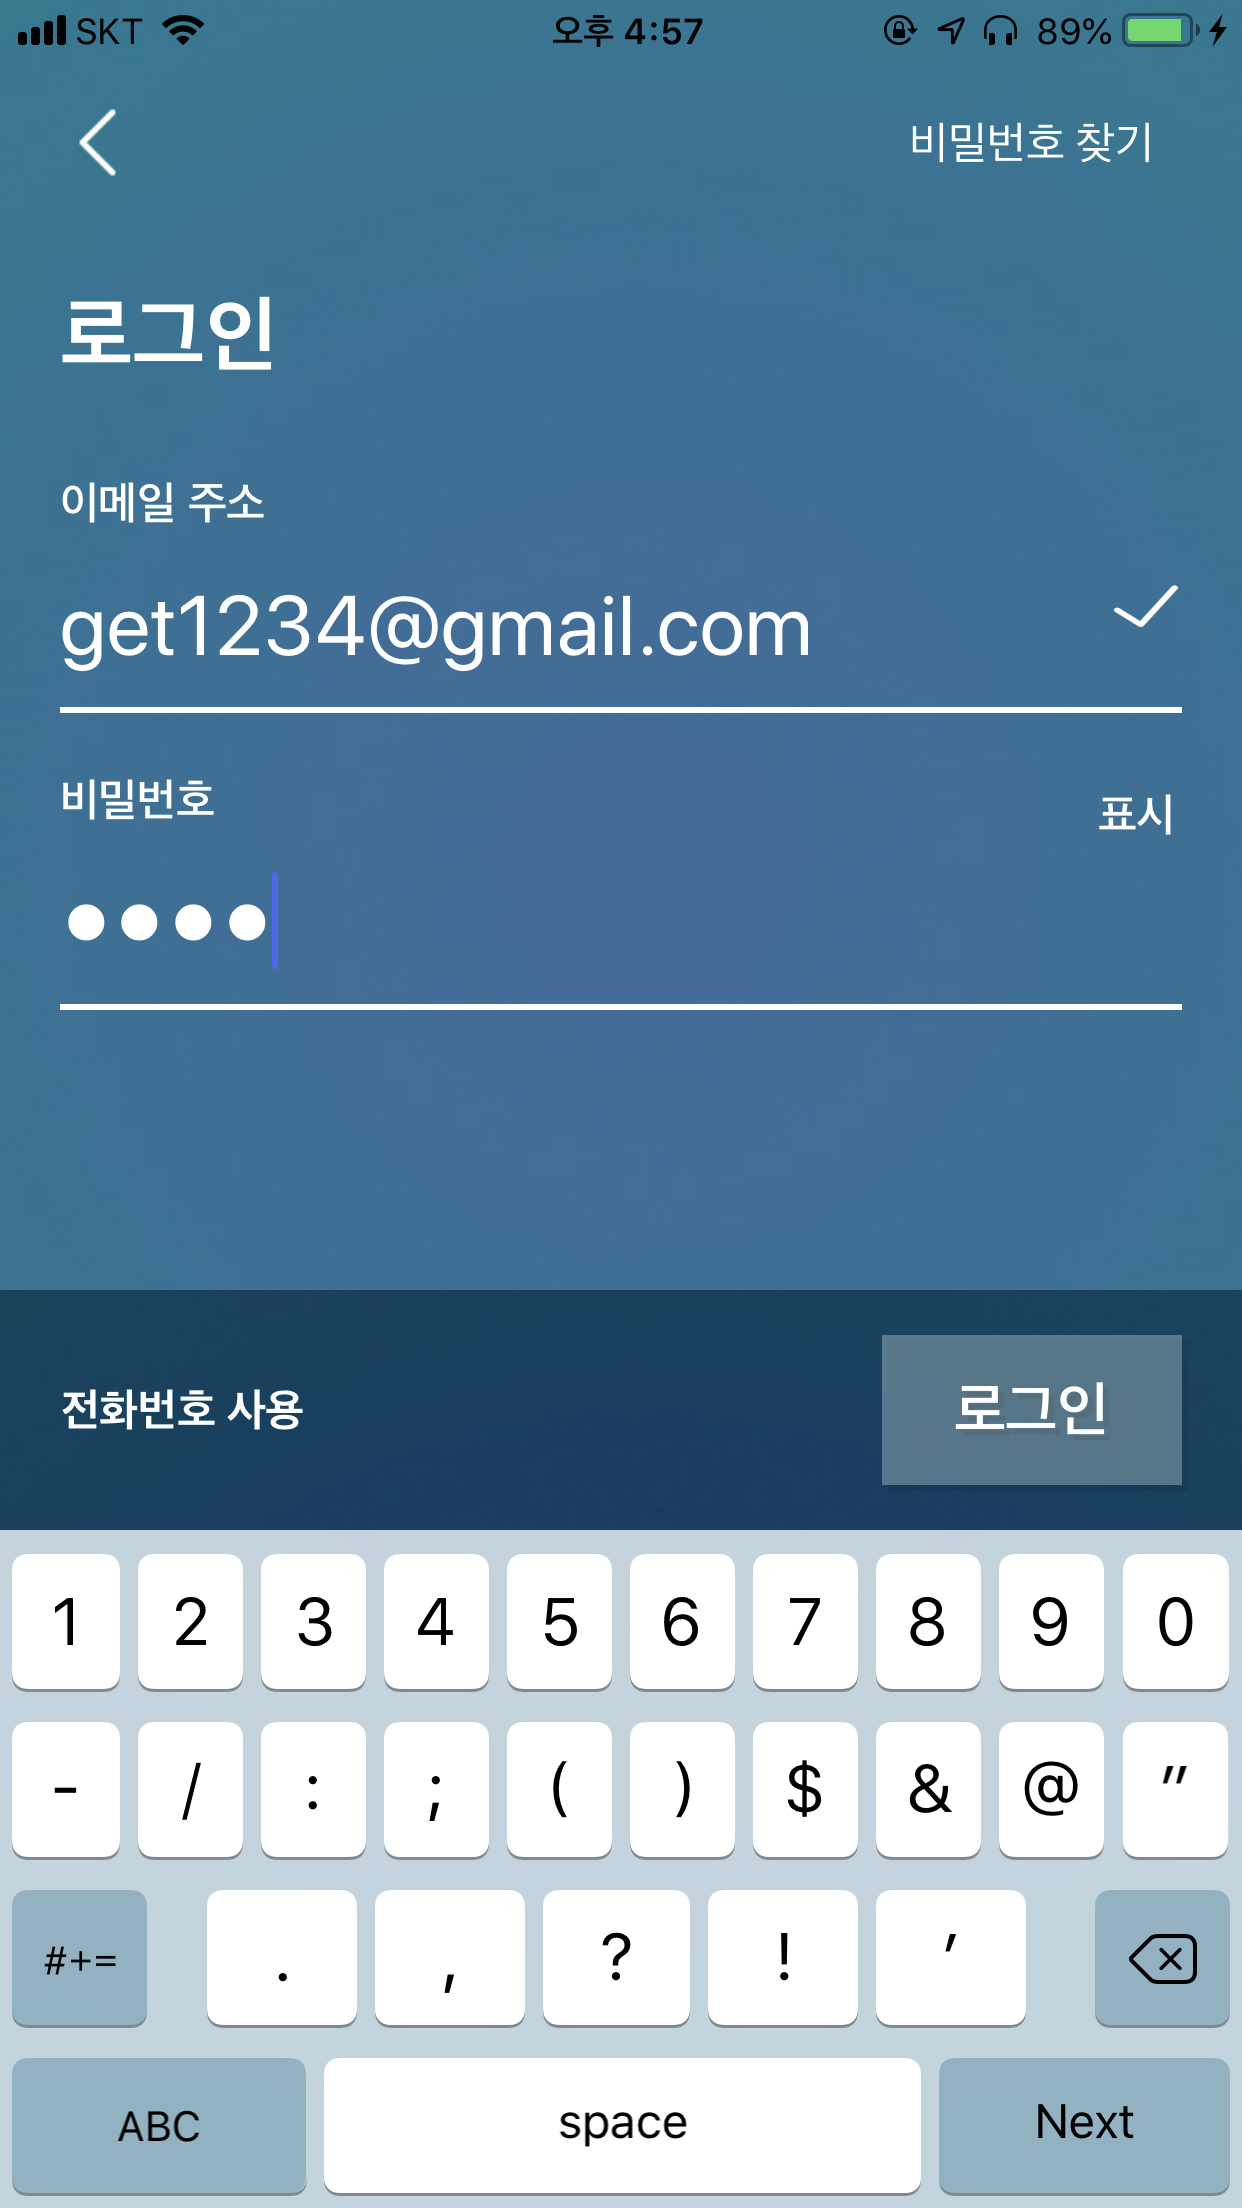 SKT 오후 4:57 89%
비밀번호 찾기
로그인
이메일 주소
get1234@gmail.com
비밀번호
표시
전화번호 사용
로그인
1 2 3 4 5 6 7 8 9 0
- / : ; ( ) $ & @ "
#+= . , ? ! '
ABC space Next